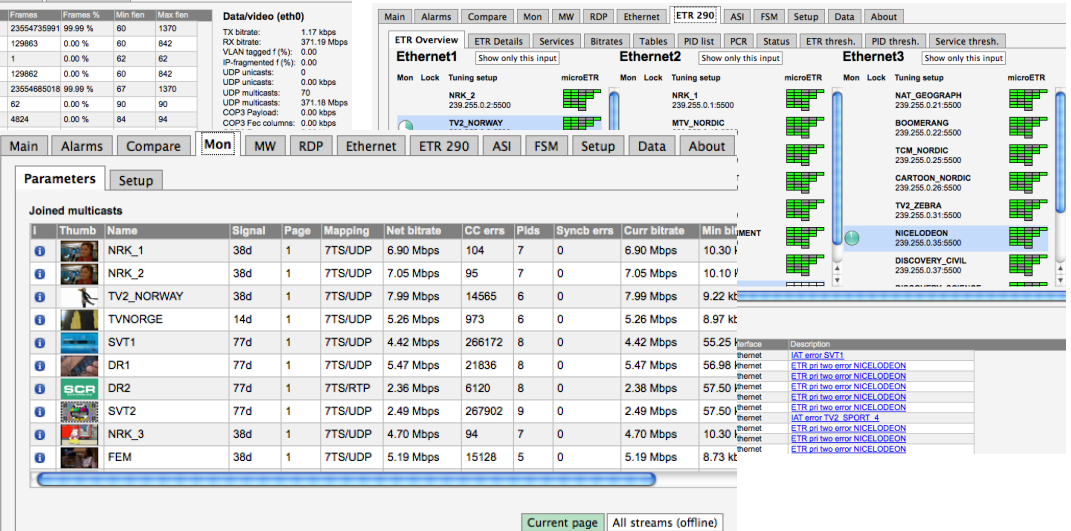 Frames Frames % Min flen Max flen
23554735991 99.99 % 60 1370
129863 0.00 % 60 842
1 0.00 % 62 62
129862 0.00 % 60 842
23554685018 99.99 % 67 1370
62 0.00 % 90 90
4824 0.00 % 84 94
Data/video (eth0)
TX bitrate: 1.17 kbps
RX bitrate: 371.19 Mbps
VLAN tagged f (%): 0.00
IP-fragmented f (%): 0.00
UDP unicasts: 0
UDP unicasts: 0.00 kbps
UDP multicasts: 70
UDP multicasts: 371.18 Mbps
COP3 Payload: 0.00 kbps
COP3 Fec columns: 0.00 kbps
Main Alarms Compare Mon MW RDP Ethernet ETR 290 ASI FSM Setup Data About
ETR Overview ETR Details Services Bitrates Tables PID list PCR Status ETR thresh. PID thresh. Service thresh.
Ethernet1 Show only this input
Mon Lock Tuning setup microETR
NRK_2
239.255.0.2:5500
TV2_NORWAY
Ethernet2 Show only this input
Mon Lock Tuning setup microETR
NRK_1
239.255.0.1:5500
MTV_NORDIC
Ethernet3 Show only this input
Mon Lock Tuning setup microETR
NAT_GEOGRAPH
239.255.0.21:5500
BOOMERANG
239.255.0.22:5500
TCM_NORDIC
239.255.0.25:5500
CARTOON_NORDIC
239.255.0.26:5500
TV2_ZEBRA
239.255.0.31:5500
NICELODEON
239.255.0.35:5500
DISCOVERY_CIVIL
239.255.0.37:5500
DISCOVERY_SCIENCE
UMENT
Main Alarms Compare Mon MW RDP Ethernet ETR 290 ASI FSM Setup Data About
Parameters Setup
Joined multicasts
i Thumb Name Signal Page Mapping Net bitrate CC errs Pids Syncb errs Curr bitrate Min bi
NRK_1 38d 1 7TS/UDP 6.90 Mbps 104 7 0 6.90 Mbps 10.30 k
NRK_2 38d 1 7TS/UDP 7.05 Mbps 95 7 0 7.05 Mbps 10.10 k
TV2_NORWAY 38d 1 7TS/UDP 7.99 Mbps 14565 6 0 7.99 Mbps 9.22 kb
TVNORGE 14d 1 7TS/UDP 5.26 Mbps 973 6 0 5.26 Mbps 8.97 kb
SVT1 77d 1 7TS/UDP 4.42 Mbps 266172 8 0 4.42 Mbps 55.25
DR1 77d 1 7TS/UDP 5.47 Mbps 21836 8 0 5.47 Mbps 56.98
SCR DR2 77d 1 7TS/RTP 2.36 Mbps 6120 8 0 2.38 Mbps 57.50
SVT2 77d 1 7TS/UDP 2.49 Mbps 267902 9 0 2.49 Mbps 57.50
NRK_3 38d 1 7TS/UDP 4.70 Mbps 94 7 0 4.70 Mbps 10.30
FEM 38d 1 7TS/UDP 5.19 Mbps 15128 5 0 5.19 Mbps 8.73 kb
Current page All streams (offline)
terface Description
thernet IAT error SVT1
thernet ETR pri two error NICELODEON
thernet ETR pri two error NICELODEON
thernet ETR pri two error NICELODEON
thernet ETR pri two error NICELODEON
thernet ETR pri two error NICELODEON
thernet IAT error TV2_SPORT_4
thernet ETR pri two error NICELODEON
thernet ETR pri two error NICELODEON
thernet ETR pri two error NICELODEON